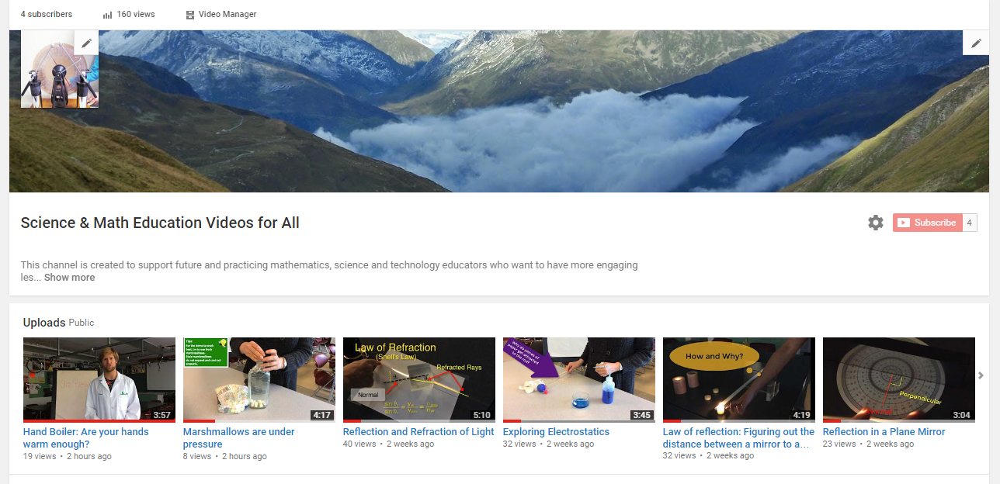 4 subscribers
160 views
Video Manager
Science & Math Education Videos for All
Subscribe
4
This channel is created to support future and practicing mathematics, science and technology educators who want to have more engaging
les... Show more
Uploads Public
3:57
Hand Boiler: Are your hands
warm enough?
19 views • 2 hours ago
Tips
4:17
Marshmallows are under
pressure
8 views • 2 hours ago
Law of Refraction
(Snell's Law)
Refracted Rays
Normal
5:10
Reflection and Refraction of Light
40 views • 2 weeks ago
3:45
Exploring Electrostatics
32 views • 2 weeks ago
How and Why?
4:19
Law of reflection: Figuring out the
distance between a mirror to a...
32 views • 2 weeks ago
Perpendicular
3:04
Reflection in a Plane Mirror
23 views • 2 weeks ago